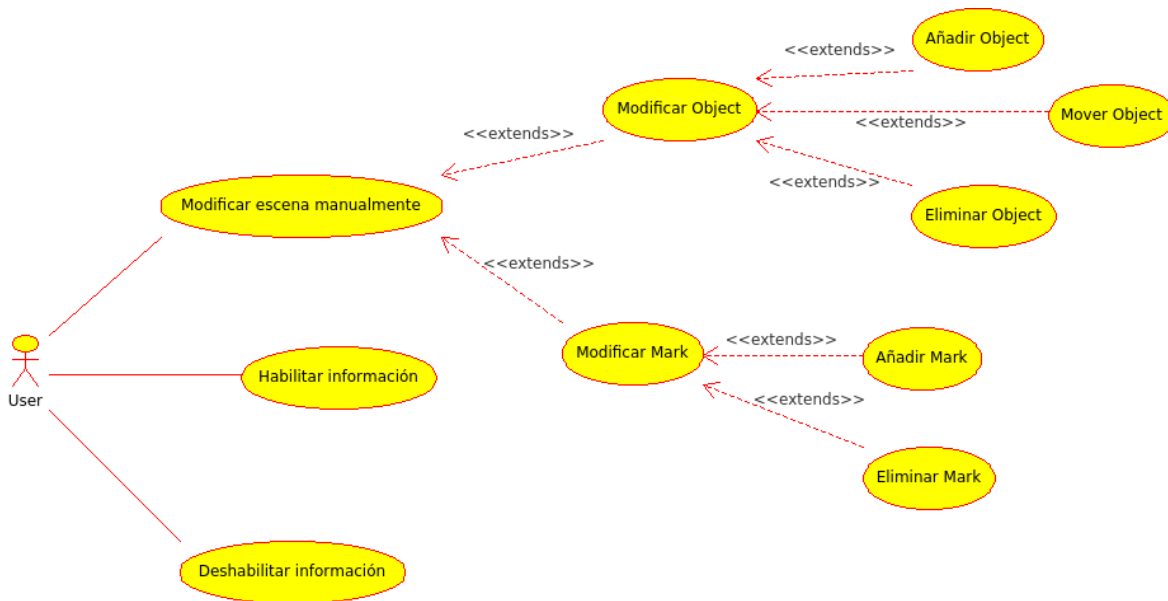 Añadir Object
<<extends>>
Modificar Object
Mover Object
<<extends>>
<<extends>>
<<extends>>
Modificar escena manualmente
Eliminar Object
<<extends>>
<<extends>>
Modificar Mark
Añadir Mark
Habilitar información
User
<<extends>>
Eliminar Mark
Deshabilitar información